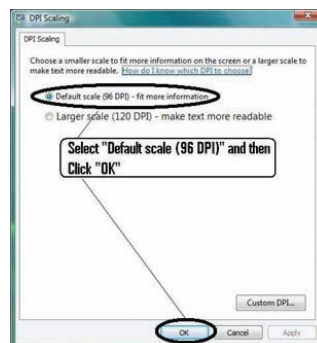 DPI Scaling
DPI Scaling
Choose a smaller scale to fit more information on the screen or a larger scale to
make text more readable. How do I know which DPI to choose?
Default scale (96 DPI) - fit more information
Larger scale (120 DPI) - make text more readable
Select "Default scale (96 DPI)" and then
Click "OK"
Custom DPI...
OK Cancel Apply